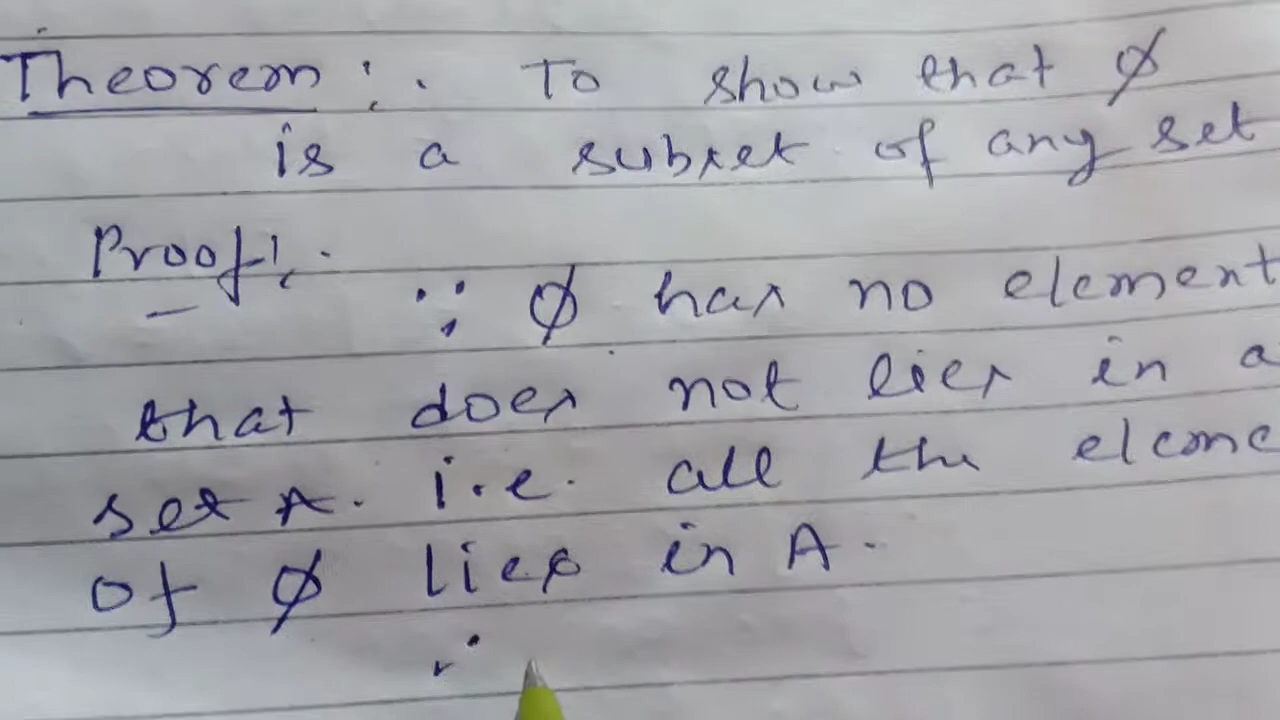 Theorem :. To show that ∅
is a subset of any set
Proof :.
∵ ∅ has no element
that does not lies in a
set A. i.e. all the eleme
of ∅ lies in A.